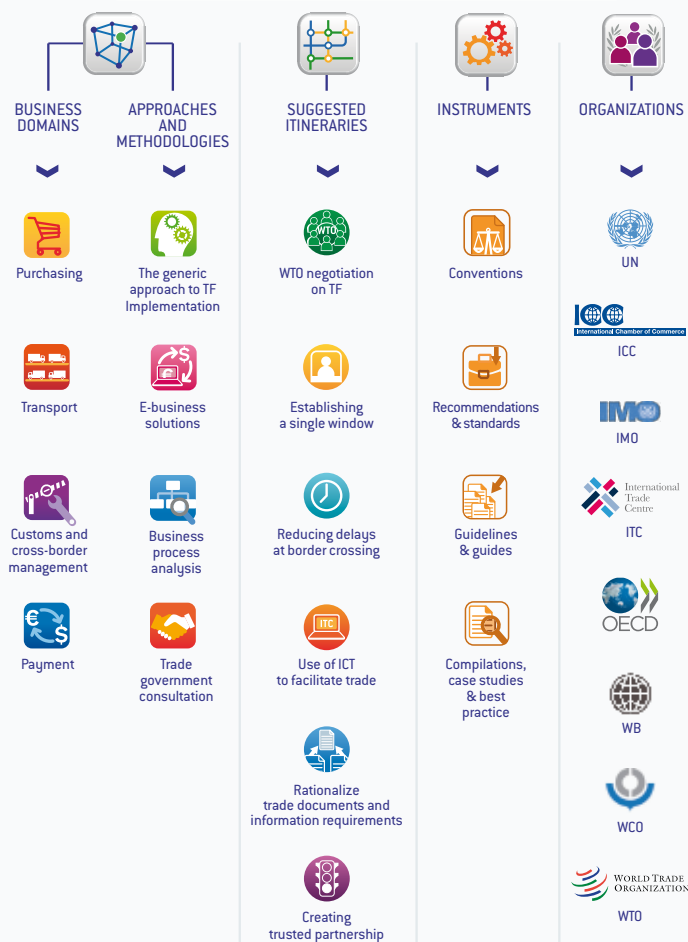 BUSINESS
DOMAINS
APPROACHES
AND
METHODOLOGIES
SUGGESTED
ITINERARIES
INSTRUMENTS
ORGANIZATIONS
Purchasing
Transport
Customs and
cross-border
management
€
$
Payment
The generic
approach to TF
Implementation
$
E-business
solutions
Business
process
analysis
Trade
government
consultation
WTO
WTO negotiation
on TF
Establishing
a single window
Reducing delays
at border crossing
ITC
Use of ICT
to facilitate trade
Rationalize
trade documents and
information requirements
Creating
trusted partnership
Conventions
Recommendations
& standards
Guidelines
& guides
Compilations,
case studies
& best
practice
UN
ICC
International Chamber of Commerce
ICC
IMO
IMO
International
Trade
Centre
ITC
OECD
WB
WCO
WORLD TRADE
ORGANIZATION
WTO